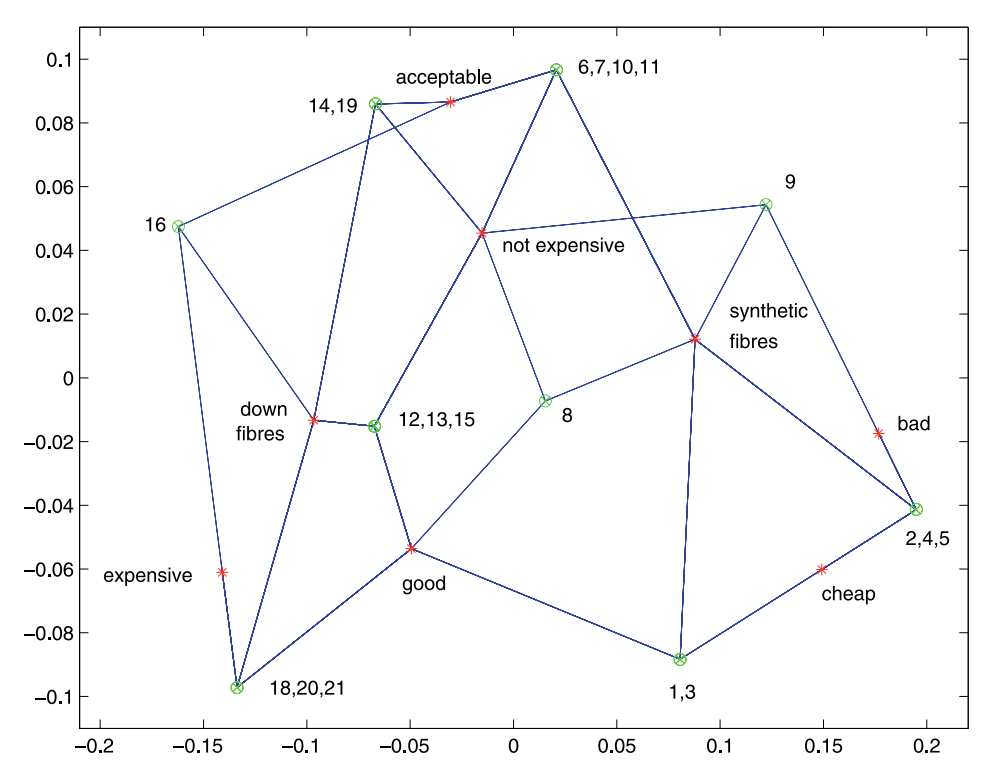 0.1
0.08
0.06
0.04
0.02
0
−0.02
−0.04
−0.06
−0.08
−0.1
acceptable
6,7,10,11
14,19
9
16
not expensive
synthetic
fibres
down
fibres
12,13,15
8
bad
2,4,5
expensive
good
cheap
18,20,21
1,3
−0.2
−0.15
−0.1
−0.05
0
0.05
0.1
0.15
0.2